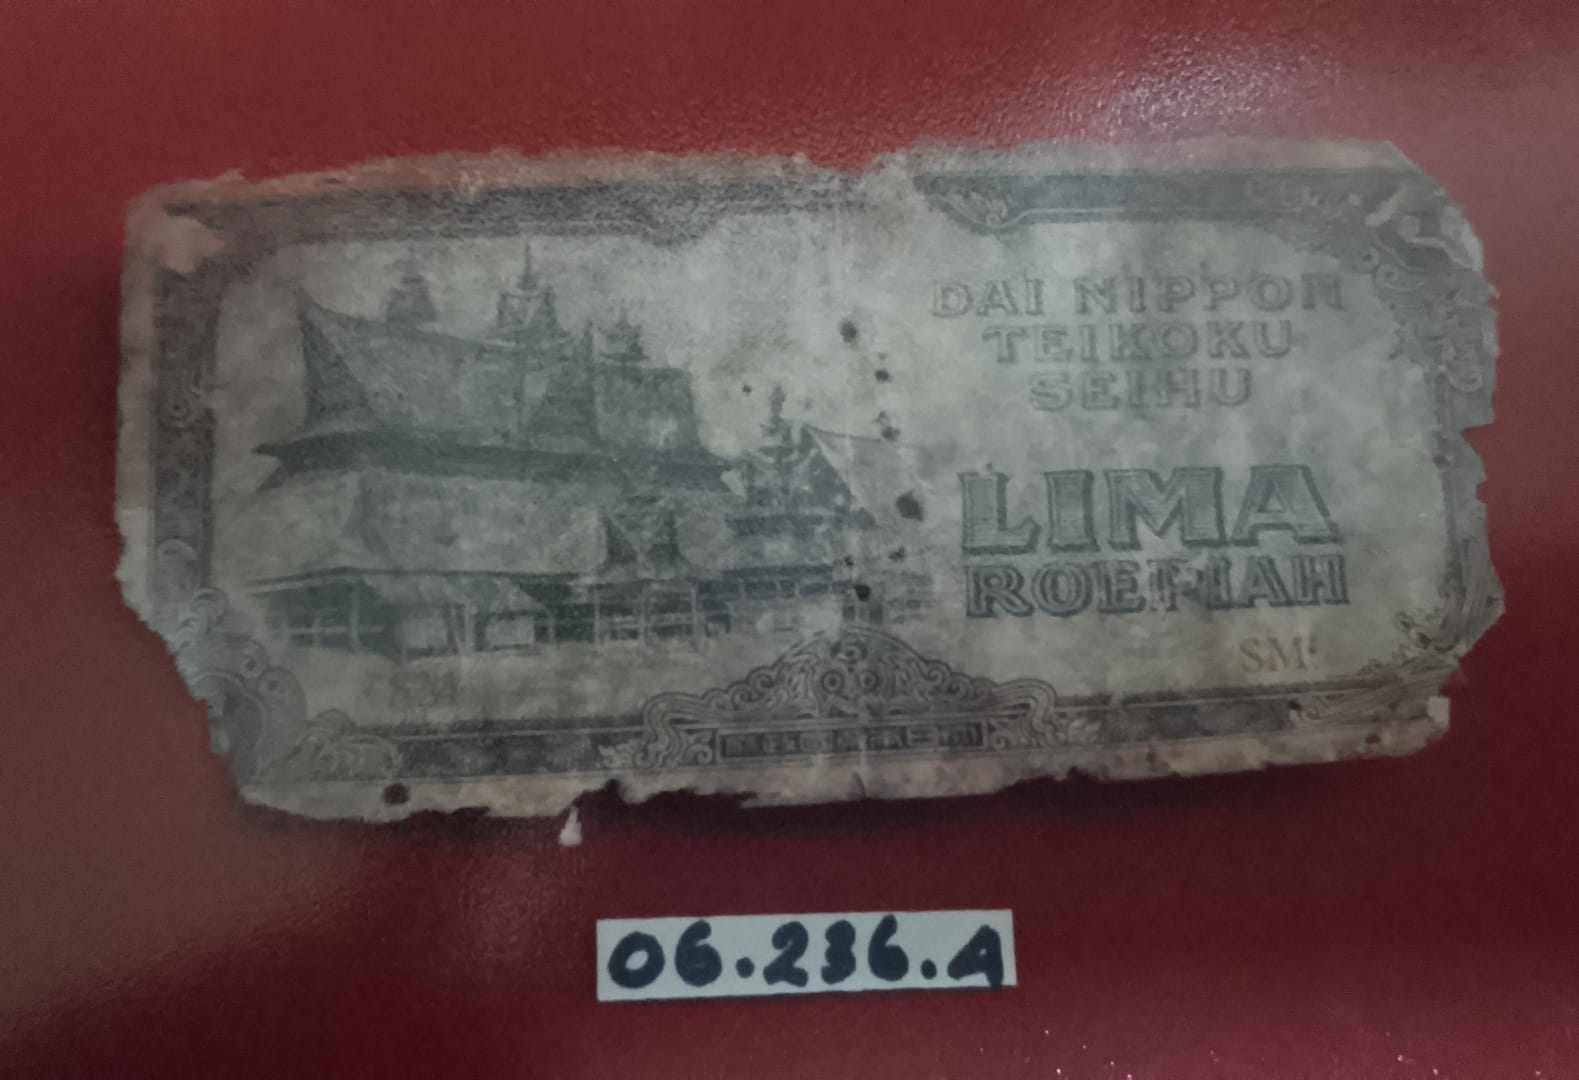 DAI NIPPON
TEIKOKU
SEIHU
LIMA
ROEPIAH
SM
06.236.A